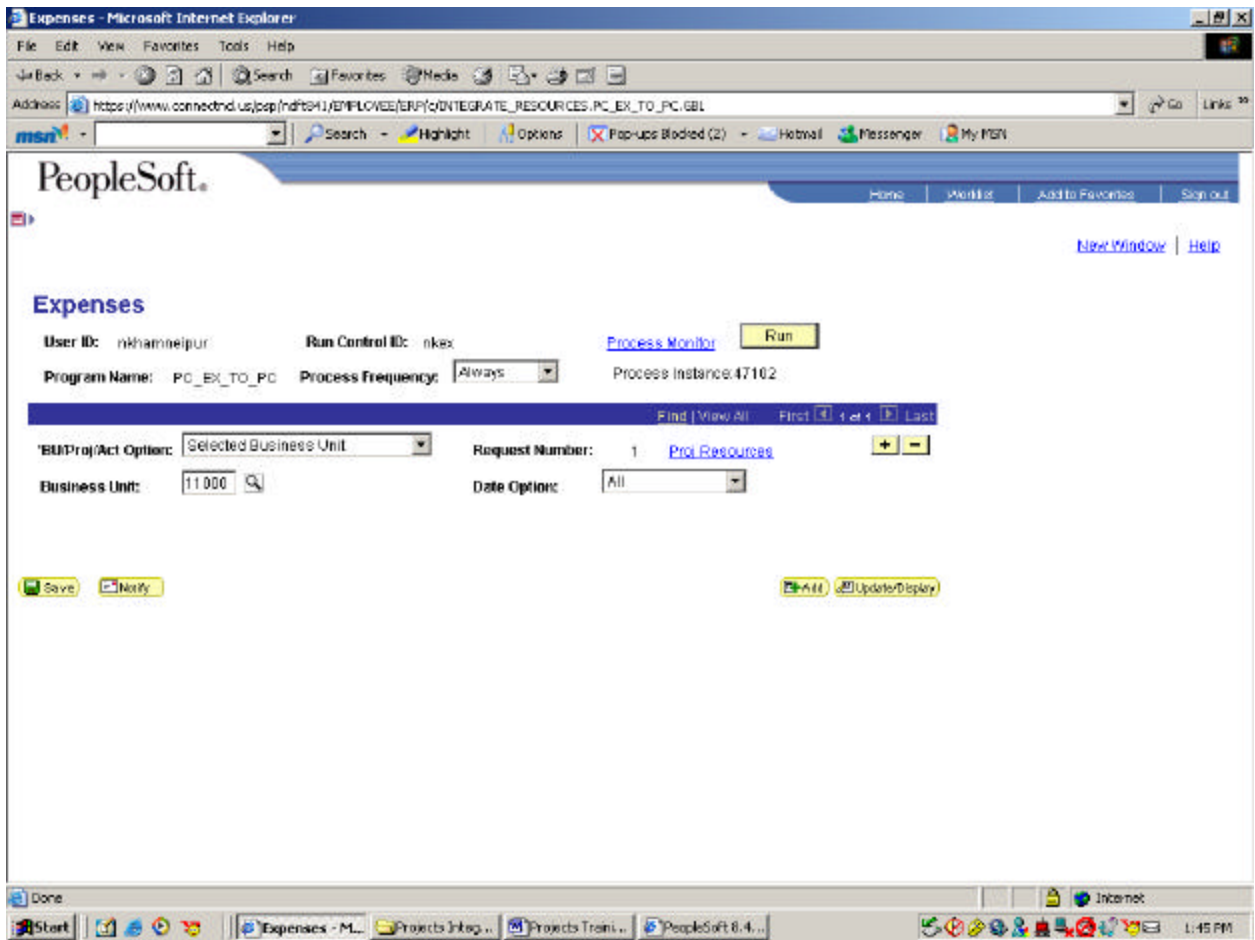 Expenses - Microsoft Internet Explorer
File Edit View Favorites Tools Help
Back Search Favorites Media
Address https://www.connectnd.us/psp/ndfts941/EMPLOYEE/ERP/c/INTEGRATE_RESOURCES.PC_EX_TO_PC.GBL Go Links »
msn Search Highlight Options Pop-ups Blocked (2) Hotmail Messenger My MSN
PeopleSoft.
Home Worklist Add to Favorites Sign out
New Window Help
Expenses
User ID: nkhamneipur Run Control ID: nkex Process Monitor Run
Program Name: PC_EX_TO_PC Process Frequency: Always Process Instance:47102
Find | View All First 1 of 1 Last
*BU/Proj/Act Option: Selected Business Unit Request Number: 1 Proj Resources + -
Business Unit: 11000 Date Option: All
Save Notify Add Update/Display
Done Internet
Start Expenses - M... Projects Integ... Projects Traini... PeopleSoft 8.4... 1:45 PM